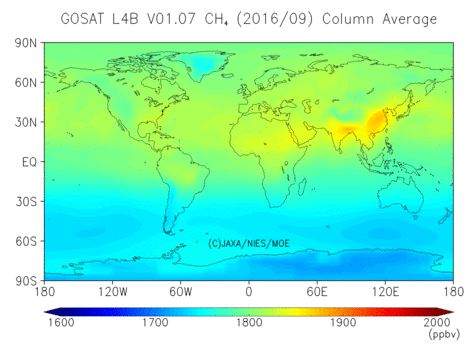 GOSAT L4B V01.07 CH₄ (2016/09) Column Average
90N
60N
30N
EQ
30S
60S
90S
(C)JAXA/NIES/MOE
180 120W 60W 0 60E 120E 180
1600 1700 1800 1900 2000
(ppbv)